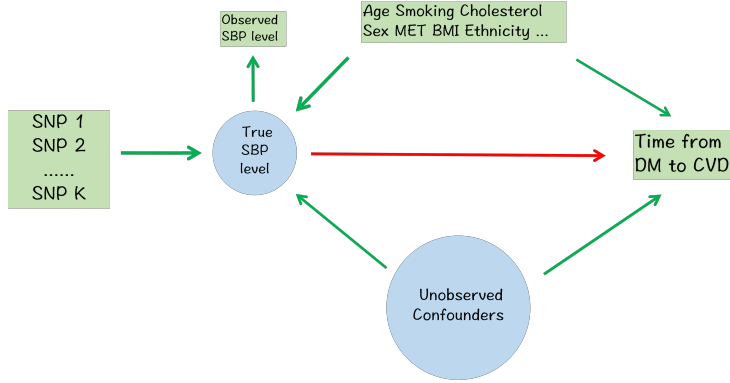 Observed
SBP level
Age Smoking Cholesterol
Sex MET BMI Ethnicity ...
SNP 1
SNP 2
......
SNP K
True
SBP
level
Time from
DM to CVD
Unobserved
Confounders